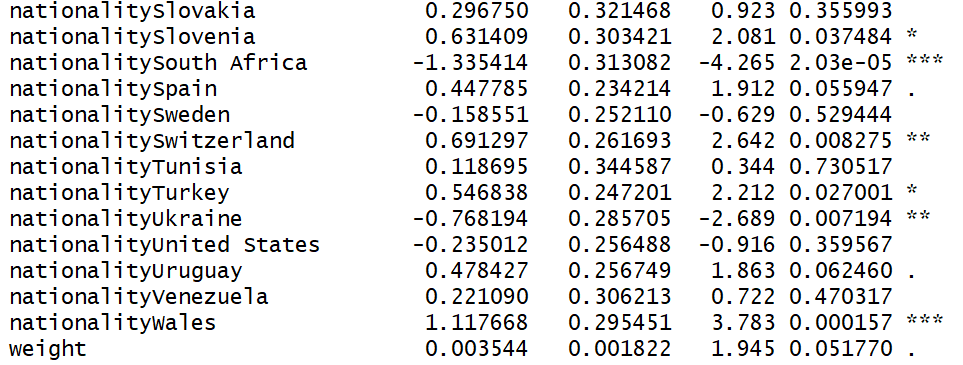 nationalitySlovakia 0.296750 0.321468 0.923 0.355993
nationalitySlovenia 0.631409 0.303421 2.081 0.037484 *
nationalitySouth Africa -1.335414 0.313082 -4.265 2.03e-05 ***
nationalitySpain 0.447785 0.234214 1.912 0.055947 .
nationalitySweden -0.158551 0.252110 -0.629 0.529444
nationalitySwitzerland 0.691297 0.261693 2.642 0.008275 **
nationalityTunisia 0.118695 0.344587 0.344 0.730517
nationalityTurkey 0.546838 0.247201 2.212 0.027001 *
nationalityUkraine -0.768194 0.285705 -2.689 0.007194 **
nationalityUnited States -0.235012 0.256488 -0.916 0.359567
nationalityUruguay 0.478427 0.256749 1.863 0.062460 .
nationalityVenezuela 0.221090 0.306213 0.722 0.470317
nationalityWales 1.117668 0.295451 3.783 0.000157 ***
weight 0.003544 0.001822 1.945 0.051770 .